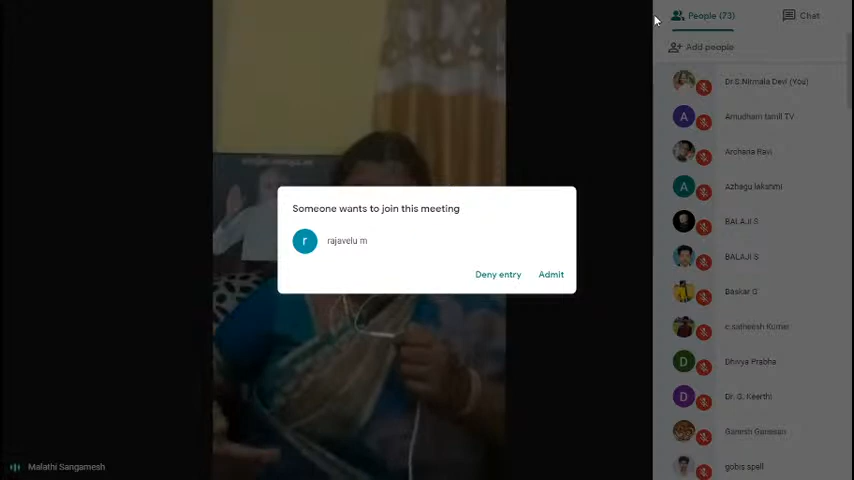 People (73)
Chat
Add people
Dr.S.Nirmala Devi (You)
Amudham tamil TV
Archana Ravi
Azhagu lakshmi
BALAJI S
BALAJI S
Baskar G
c.satheesh Kumar
Dhivya Prabha
Dr. G. Keerthi
Ganesh Ganesan
gobis spell
Someone wants to join this meeting
r
rajavelu m
Deny entry
Admit
A
A
D
D
Malathi Sangamesh